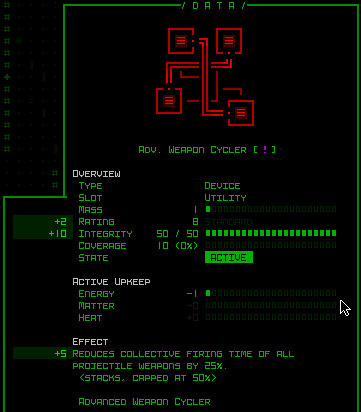 / D A T A /
Adv. Weapon Cycler [!]
Overview
Type Device
Slot Utility
Mass 1
+2 Rating 8 Standard
+10 Integrity 50 / 50
Coverage 10 (0%)
State Active
Active Upkeep
Energy -1
Matter -0
Heat +0
Effect
+5 Reduces collective firing time of all
projectile weapons by 25%.
<stacks, capped at 50%>
Advanced Weapon Cycler